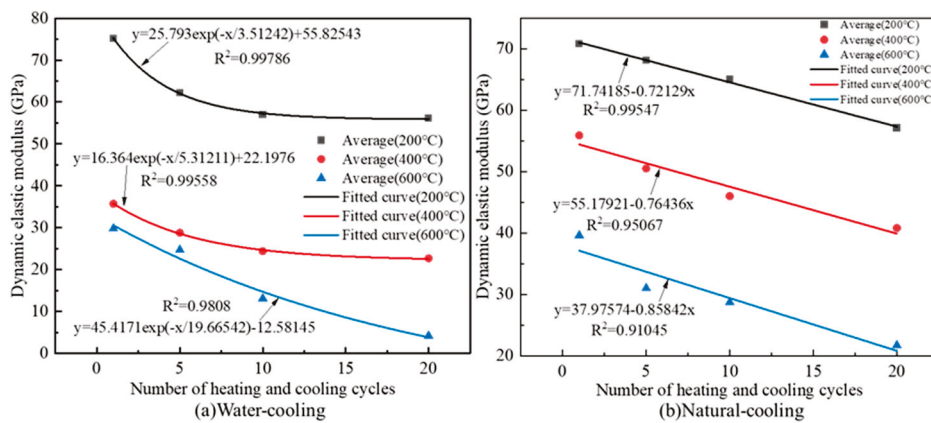 Dynamic elastic modulus (GPa)
80
70
60
50
40
30
20
10
0
y=25.793exp(-x/3.51242)+55.82543
R²=0.99786
Average(200°C)
Average(400°C)
Average(600°C)
Fitted curve(200°C)
Fitted curve(400°C)
Fitted curve(600°C)
y=16.364exp(-x/5.31211)+22.1976
R²=0.99558
R²=0.9808
y=45.4171exp(-x/19.66542)-12.58145
0 5 10 15 20
Number of heating and cooling cycles
(a)Water-cooling
Dynamic elastic modulus (GPa)
70
60
50
40
30
20
Average(200°C)
Average(400°C)
Average(600°C)
Fitted curve(200°C)
Fitted curve(400°C)
Fitted curve(600°C)
y=71.74185-0.72129x
R²=0.99547
y=55.17921-0.76436x
R²=0.95067
y=37.97574-0.85842x
R²=0.91045
0 5 10 15 20
Number of heating and cooling cycles
(b)Natural-cooling